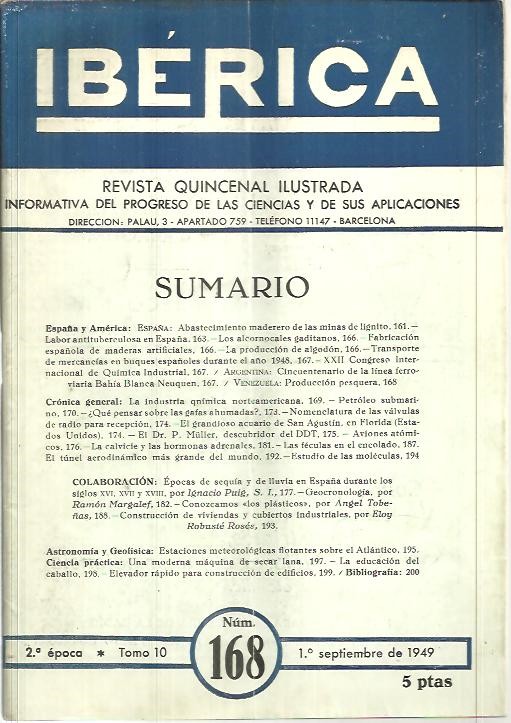 IBÉRICA
REVISTA QUINCENAL ILUSTRADA
INFORMATIVA DEL PROGRESO DE LAS CIENCIAS Y DE SUS APLICACIONES
DIRECCION: PALAU, 3 - APARTADO 759 - TELÉFONO 11147 - BARCELONA
SUMARIO
España y América: ESPAÑA: Abastecimiento maderero de las minas de lignito, 161. —
Labor antituberculosa en España, 163. — Los alcornocales gaditanos, 166. — Fabricación
española de maderas artificiales, 166. — La producción de algodón, 166. — Transporte
de mercancías en buques españoles durante el año 1948, 167. — XXII Congreso Inter-
nacional de Química Industrial, 167. / ARGENTINA: Cincuentenario de la línea ferro-
viaria Bahía Blanca Neuquen, 167. / VENEZUELA: Producción pesquera, 168
Crónica general: La industria química norteamericana, 169. — Petróleo submari-
no, 170. — ¿Qué pensar sobre las gafas ahumadas?, 173. — Nomenclatura de las válvulas
de radio para recepción, 174. — El grandioso acuario de San Agustín, en Florida (Esta-
dos Unidos), 174. — El Dr. P. Müller, descubridor del DDT, 175. — Aviones atómi-
cos, 176. — La calvicie y las hormonas adrenales, 181. — Las féculas en el encolado, 187.
El túnel aerodinámico más grande del mundo, 192. — Estudio de las moléculas, 194
COLABORACIÓN: Épocas de sequía y de lluvia en España durante los
siglos XVI, XVII y XVIII, por Ignacio Puig, S. I., 177. — Geocronología, por
Ramón Margalef, 182. — Conozcamos «los plásticos», por Angel Tobe-
ñas, 188. — Construcción de viviendas y cubiertos industriales, por Eloy
Robusté Rosés, 193.
Astronomía y Geofísica: Estaciones meteorológicas flotantes sobre el Atlántico, 195.
Ciencia práctica: Una moderna máquina de secar lana, 197. — La educación del
caballo, 198. — Elevador rápido para construcción de edificios, 199. / Bibliografía: 200
Núm.
2.ª época * Tomo 10
168
1.º septiembre de 1949
5 ptas